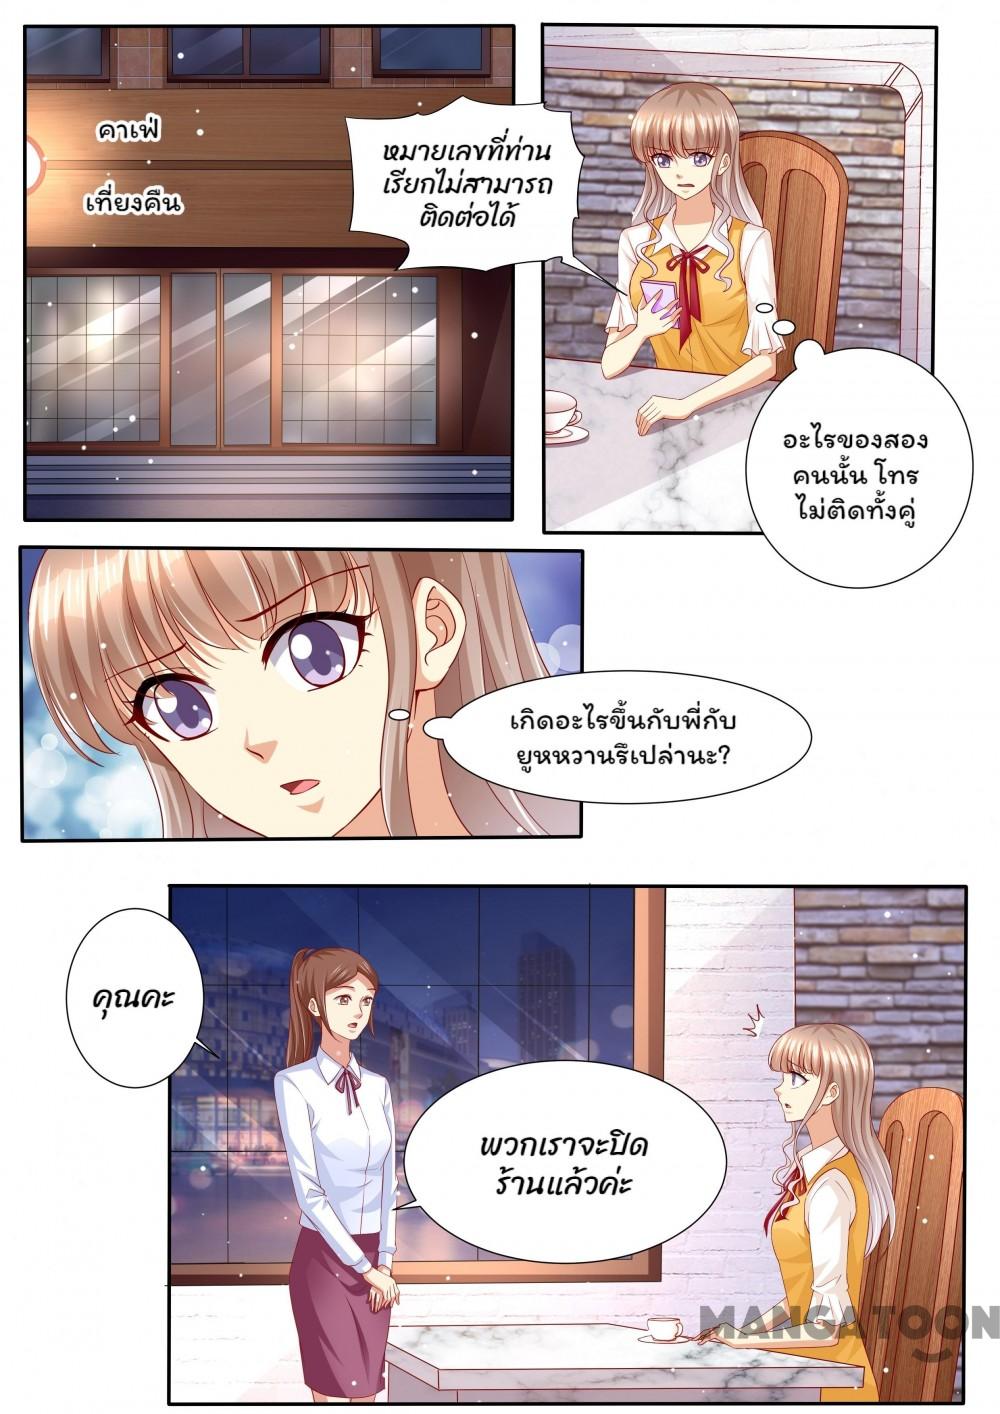 คาเฟ่
เที่ยงคืน
หมายเลขที่ท่าน
เรียกไม่สามารถ
ติดต่อได้
อะไรของสอง
คนนั้น โทร
ไม่ติดทั้งคู่
เกิดอะไรขึ้นกับพี่กับ
ยูหหวานรึเปล่านะ?
คุณคะ
พวกเราจะปิด
ร้านแล้วค่ะ
MANGATOON